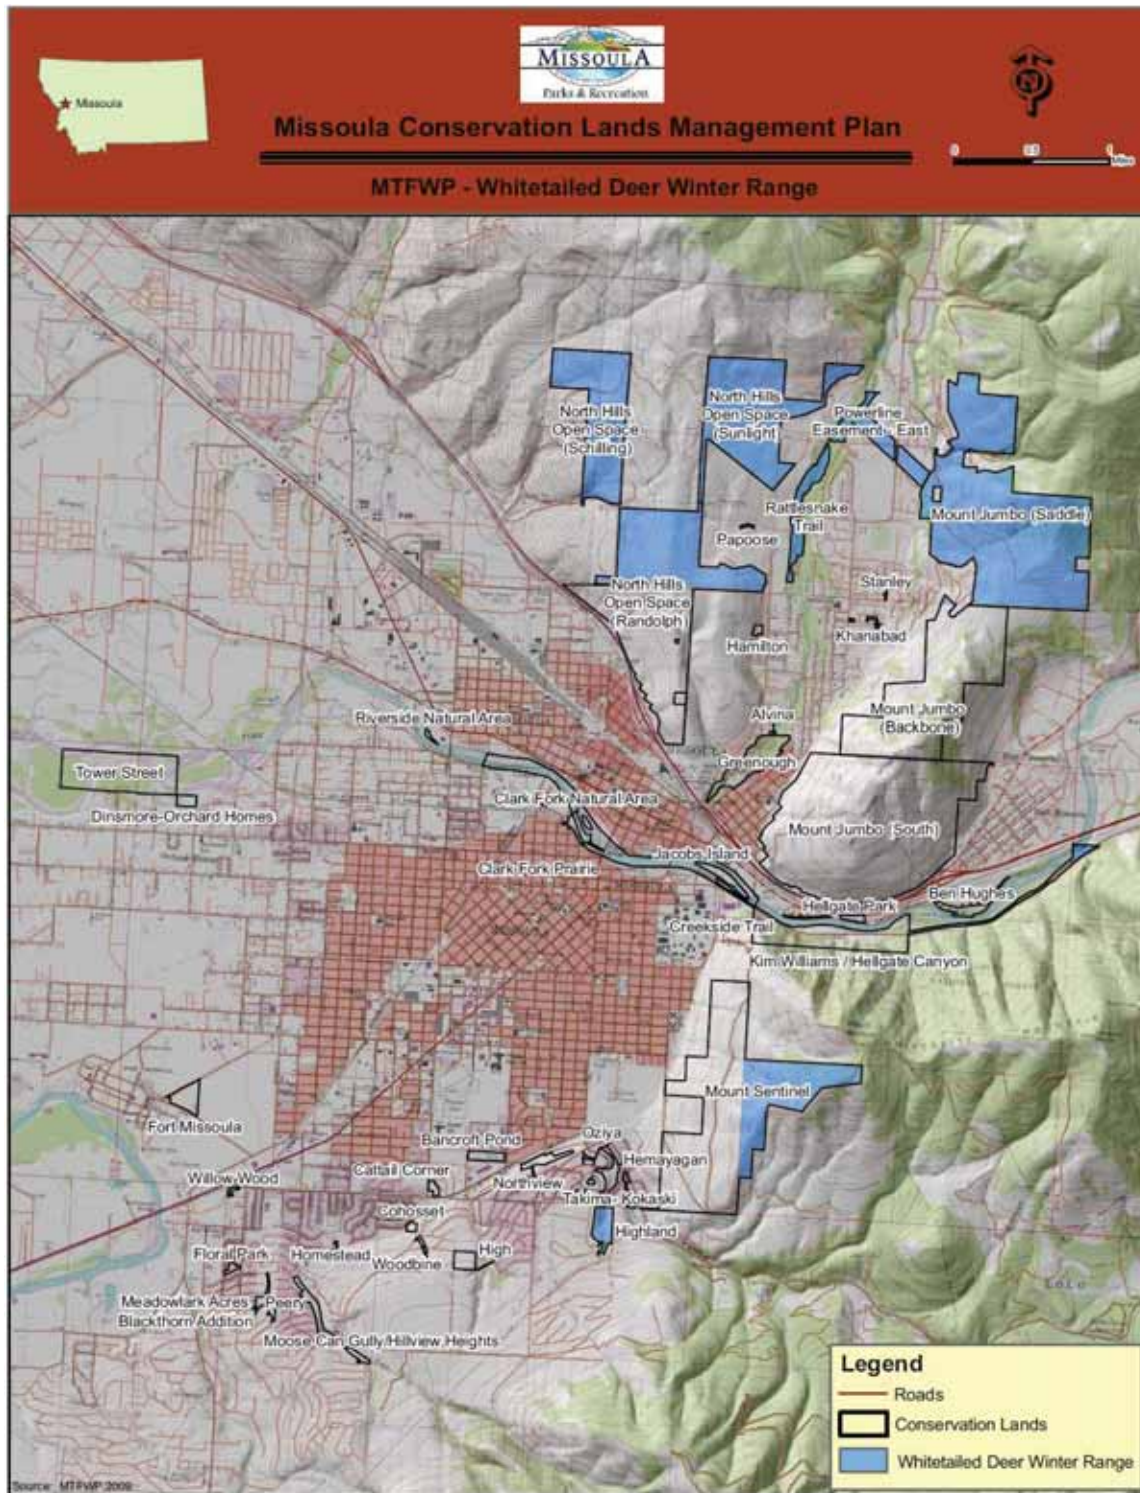 Missoula
MISSOULA
Parks & Recreation
N
Missoula Conservation Lands Management Plan
MTFWP - Whitetailed Deer Winter Range
0
0.5
1
Miles
North Hills
Open Space
(Schilling)
North Hills
Open Space
(Sunlight
Powerline
Easement - East
Rattlesnake
Trail
Mount Jumbo (Saddle)
Papoose
North Hills
Open Space
(Randolph)
Stanley
Hamilton
Khanabad
Mount Jumbo
(Backbone)
Riverside Natural Area
Alvina
Greenough
Tower Street
Dinsmore-Orchard Homes
Clark Fork Natural Area
Mount Jumbo (South)
Jacobs Island
Clark Fork Prairie
Ben Hughes
Hellgate Park
Creekside Trail
Kim Williams / Hellgate Canyon
Mount Sentinel
Fort Missoula
Bancroft Pond
Oziya
Hemayagan
Cattail Corner
Willow Wood
Northview
Takima- Kokaski
Cohosset
Highland
High
Floral Park
Homestead
Woodbine
Meadowlark Acres
Peery
Blackthorn Addition
Moose Can Gully/Hillview Heights
LOLO
Legend
Roads
Conservation Lands
Whitetailed Deer Winter Range
Source: MTFWP 2009